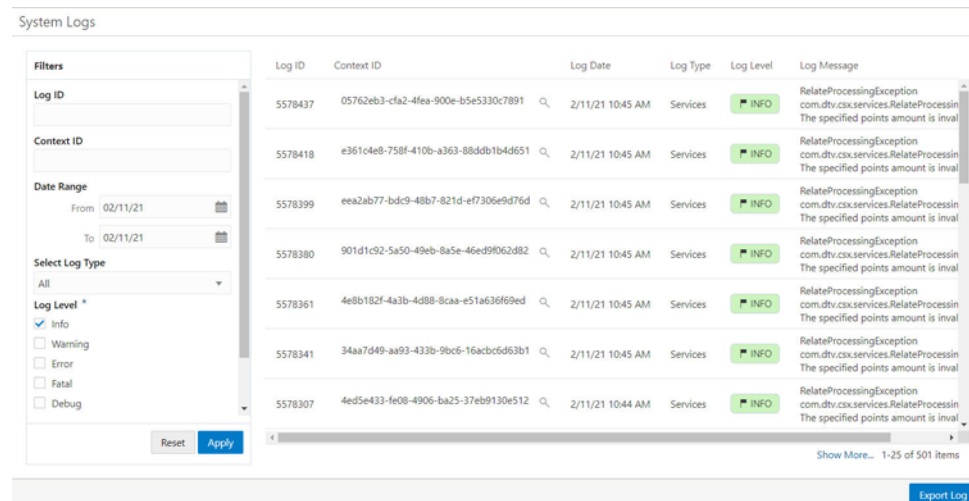 System Logs
Filters
Log ID
Context ID
Date Range
From 02/11/21
To 02/11/21
Select Log Type
All
Log Level *
Info
Warning
Error
Fatal
Debug
Reset Apply
Log ID Context ID Log Date Log Type Log Level Log Message
RelateProcessingException
5578437 05762eb3-cfa2-4fea-900e-b5e5330c7891 2/11/21 10:45 AM Services INFO com.dtv.csx.services.RelateProcessin
The specified points amount is inval
RelateProcessingException
5578418 e361c4e8-758f-410b-a363-88ddb1b4d651 2/11/21 10:45 AM Services INFO com.dtv.csx.services.RelateProcessin
The specified points amount is inval
RelateProcessingException
5578399 eea2ab77-bdc9-48b7-821d-ef7306e9d76d 2/11/21 10:45 AM Services INFO com.dtv.csx.services.RelateProcessin
The specified points amount is inval
RelateProcessingException
5578380 901d1c92-5a50-49eb-8a5e-46ed9f062d82 2/11/21 10:45 AM Services INFO com.dtv.csx.services.RelateProcessin
The specified points amount is inval
RelateProcessingException
5578361 4e8b182f-4a3b-4d88-8caa-e51a636f69ed 2/11/21 10:45 AM Services INFO com.dtv.csx.services.RelateProcessin
The specified points amount is inval
RelateProcessingException
5578341 34aa7d49-aa93-433b-9bc6-16acbc6d63b1 2/11/21 10:45 AM Services INFO com.dtv.csx.services.RelateProcessin
The specified points amount is inval
RelateProcessingException
5578307 4ed5e433-fe08-4906-ba25-37eb9130e512 2/11/21 10:44 AM Services INFO com.dtv.csx.services.RelateProcessin
The specified points amount is inval
Show More... 1-25 of 501 items
Export Log